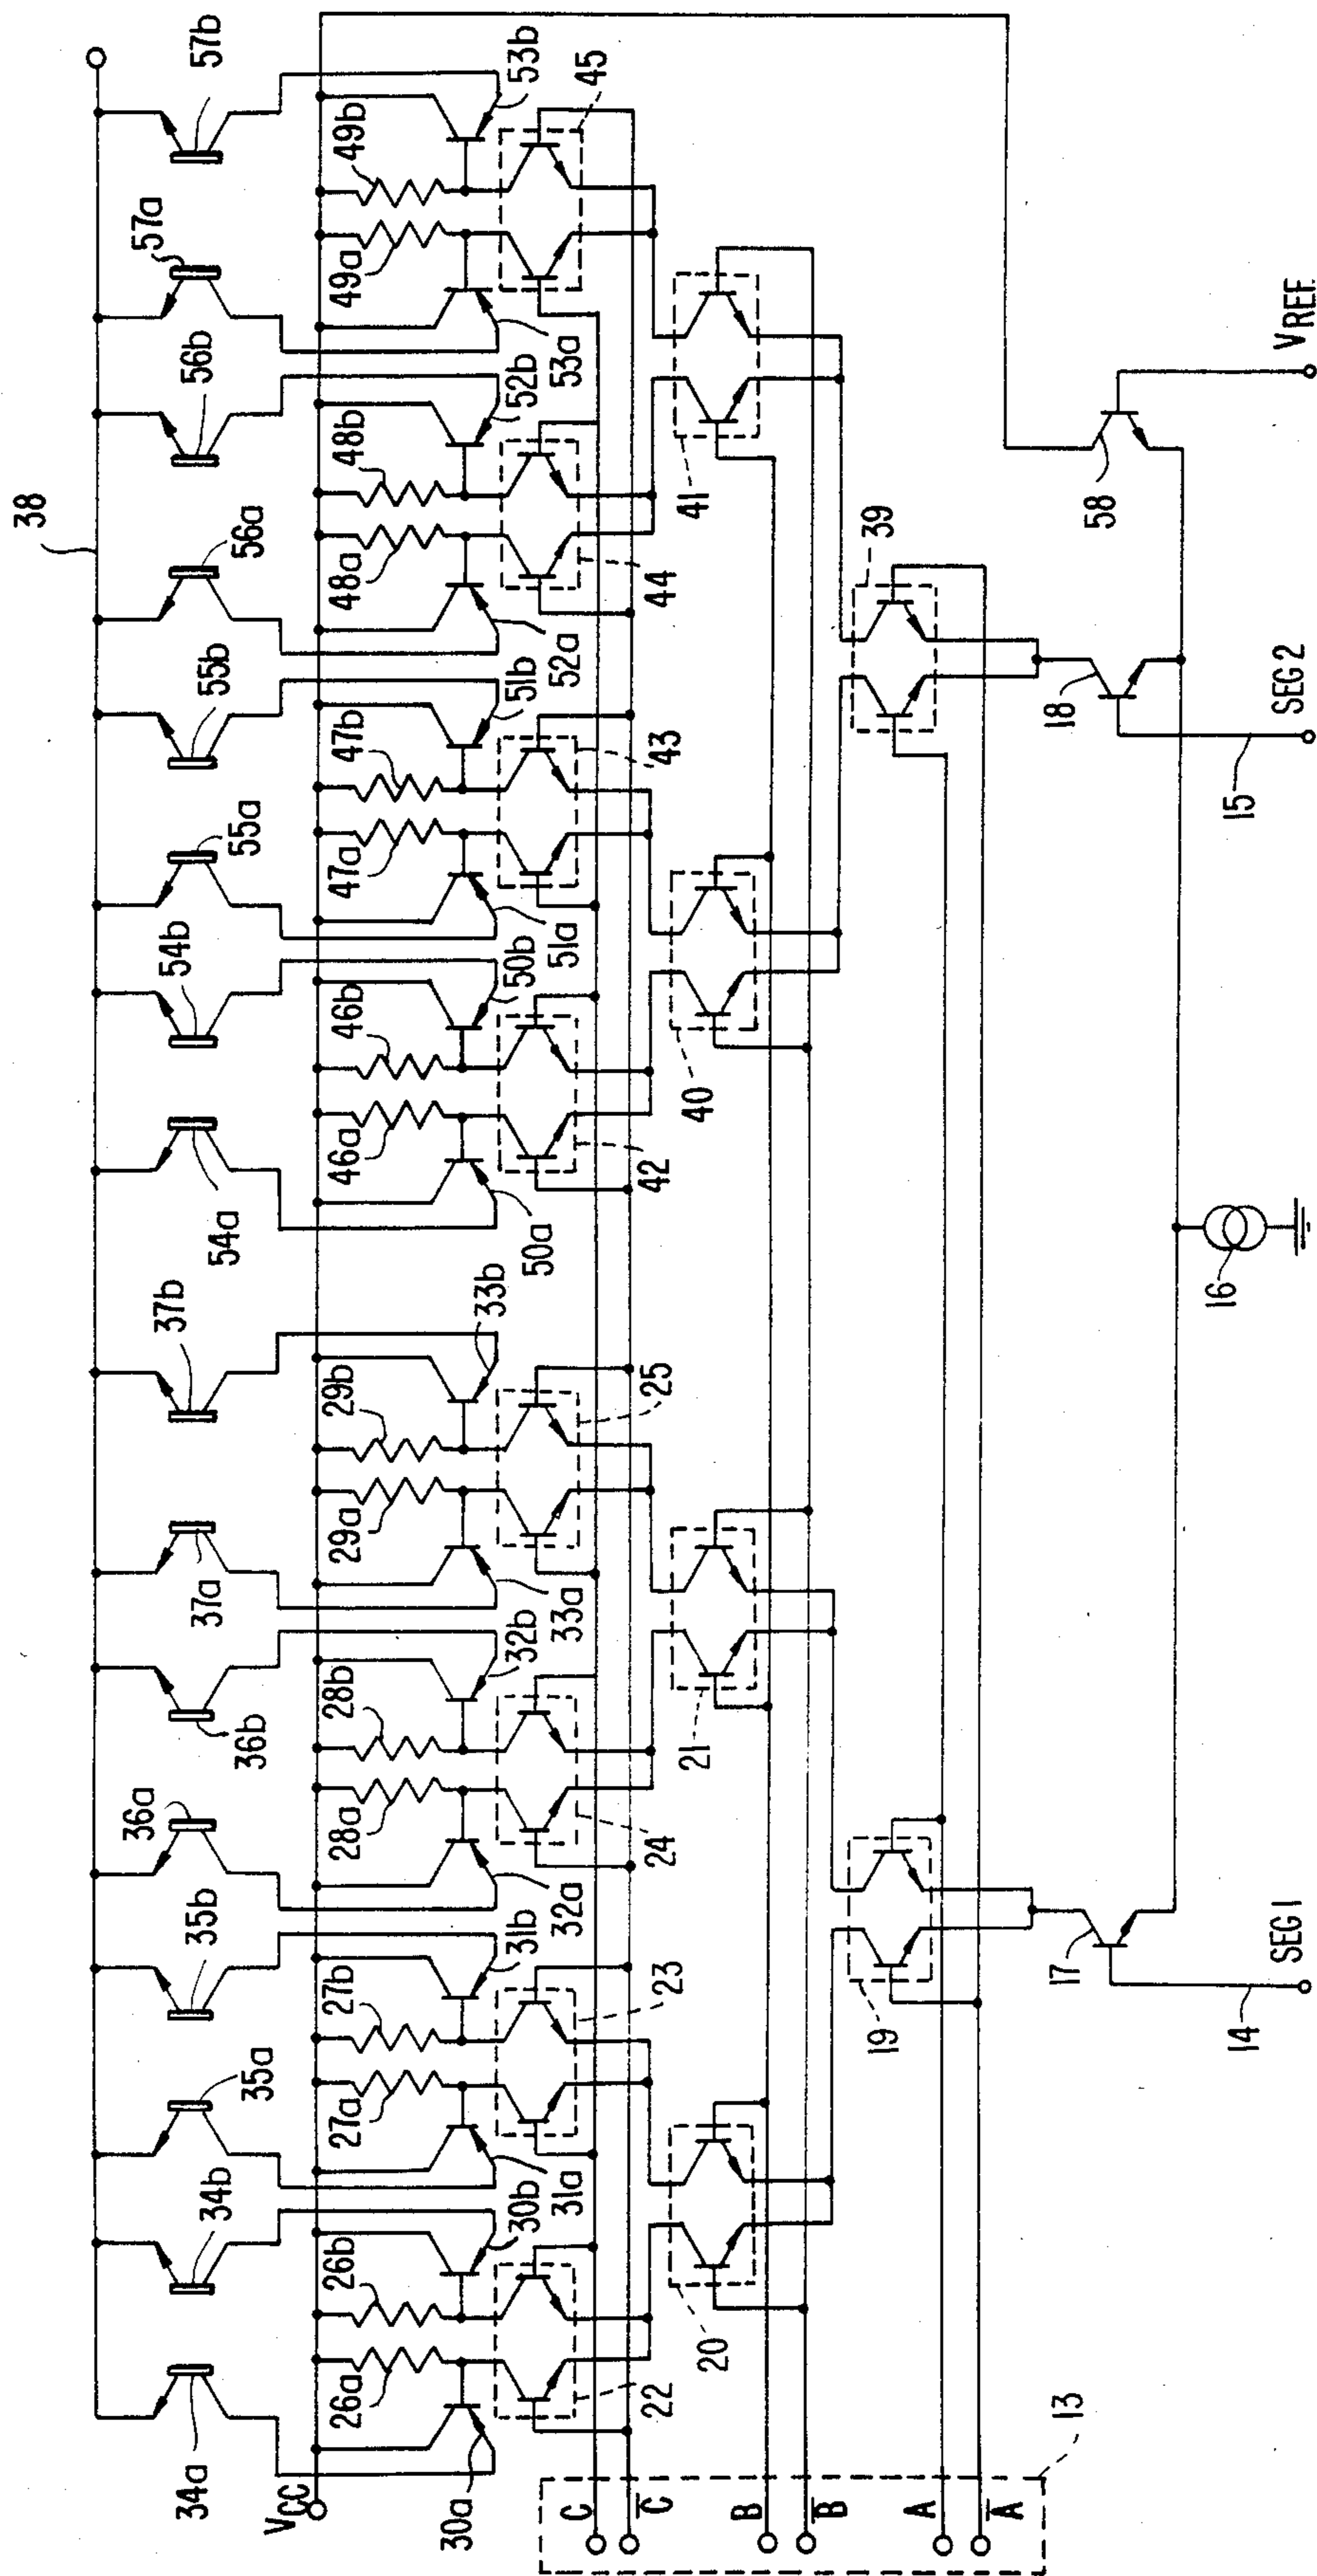 38
34a 34b 35a 35b 36a 36b 37a 37b 54a 54b 55a 55b 56a 56b 57a 57b
VCC
26a 26b 27a 27b 28a 28b 29a 29b 46a 46b 47a 47b 48a 48b 49a 49b
30a 30b 31a 31b 32a 32b 33a 33b 50a 50b 51a 51b 52a 52b 53a 53b
22 23 24 25 42 43 44 45
C
C̅
20 21 40 41
B
B̅
19 39
A
A̅
13
17 18 58
14 16 15
SEG 1 SEG 2 VREF.